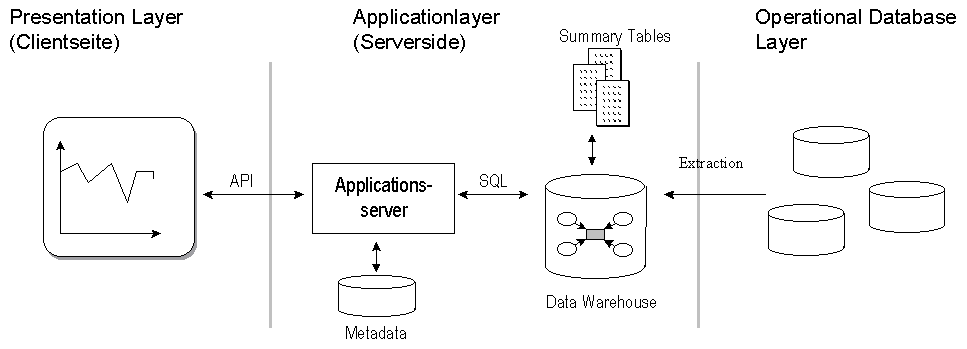 Presentation Layer
(Clientseite)
Applicationlayer
(Serverside)
Operational Database
Layer
Summary Tables
API
Applications-
server
SQL
Extraction
Metadata
Data Warehouse